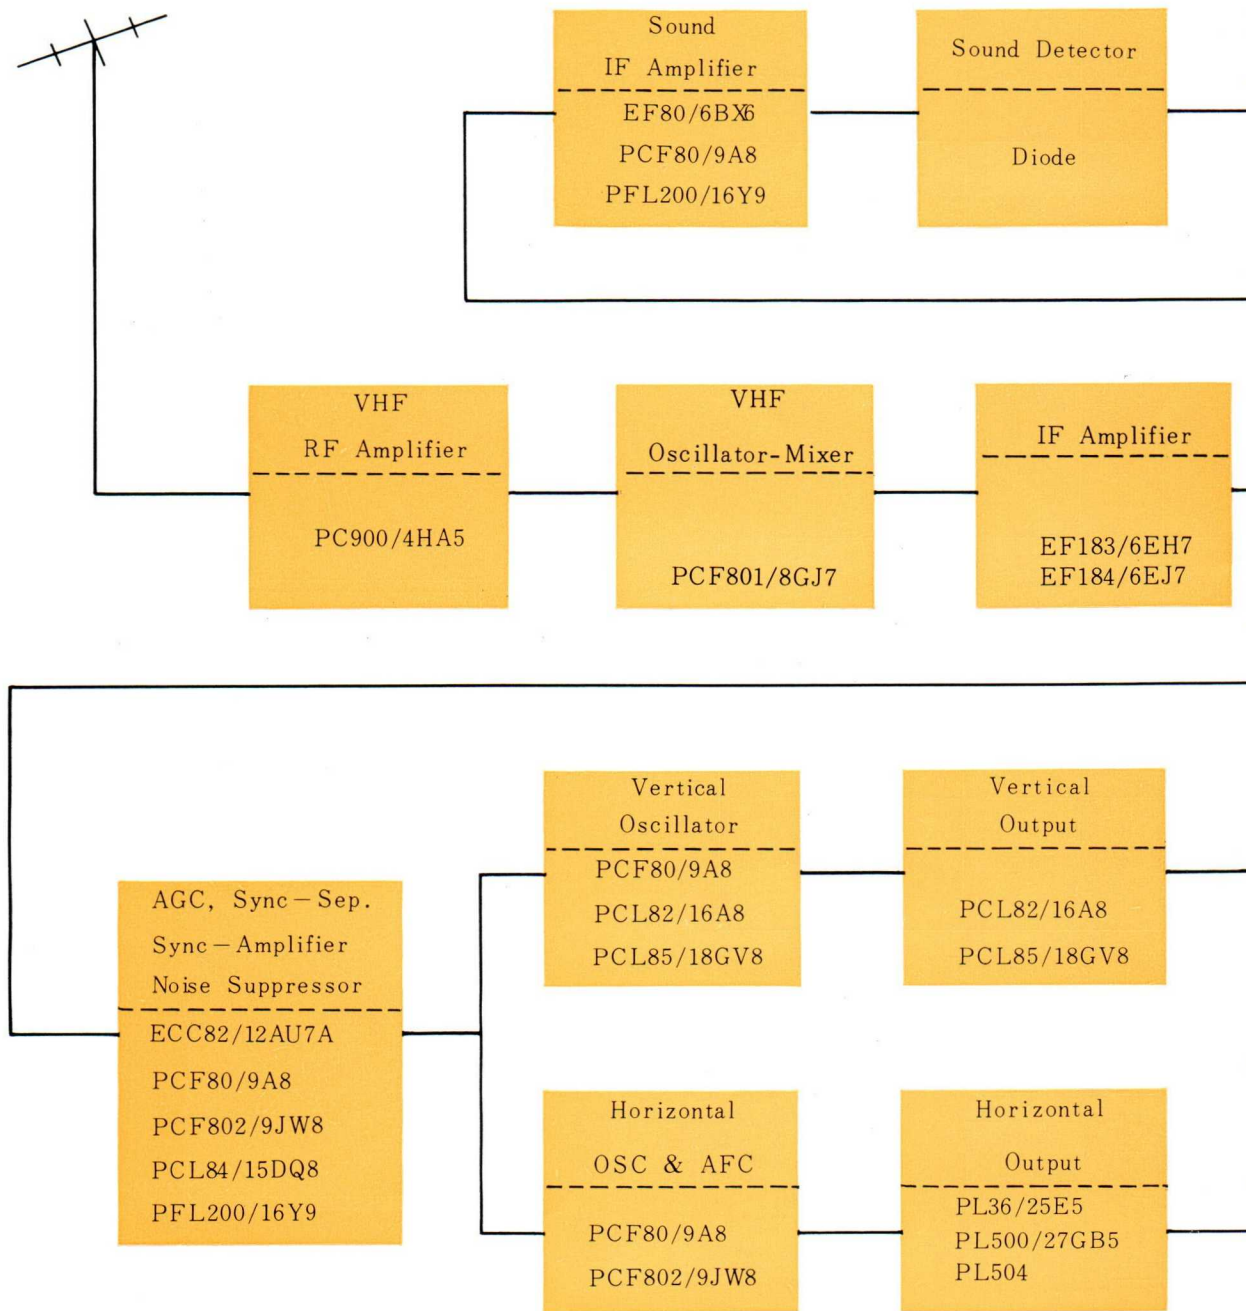 Sound
IF Amplifier
EF80/6BX6
PCF80/9A8
PFL200/16Y9
Sound Detector
Diode
VHF
RF Amplifier
PC900/4HA5
VHF
Oscillator-Mixer
PCF801/8GJ7
IF Amplifier
EF183/6EH7
EF184/6EJ7
AGC, Sync-Sep.
Sync-Amplifier
Noise Suppressor
ECC82/12AU7A
PCF80/9A8
PCF802/9JW8
PCL84/15DQ8
PFL200/16Y9
Vertical
Oscillator
PCF80/9A8
PCL82/16A8
PCL85/18GV8
Vertical
Output
PCL82/16A8
PCL85/18GV8
Horizontal
OSC & AFC
PCF80/9A8
PCF802/9JW8
Horizontal
Output
PL36/25E5
PL500/27GB5
PL504